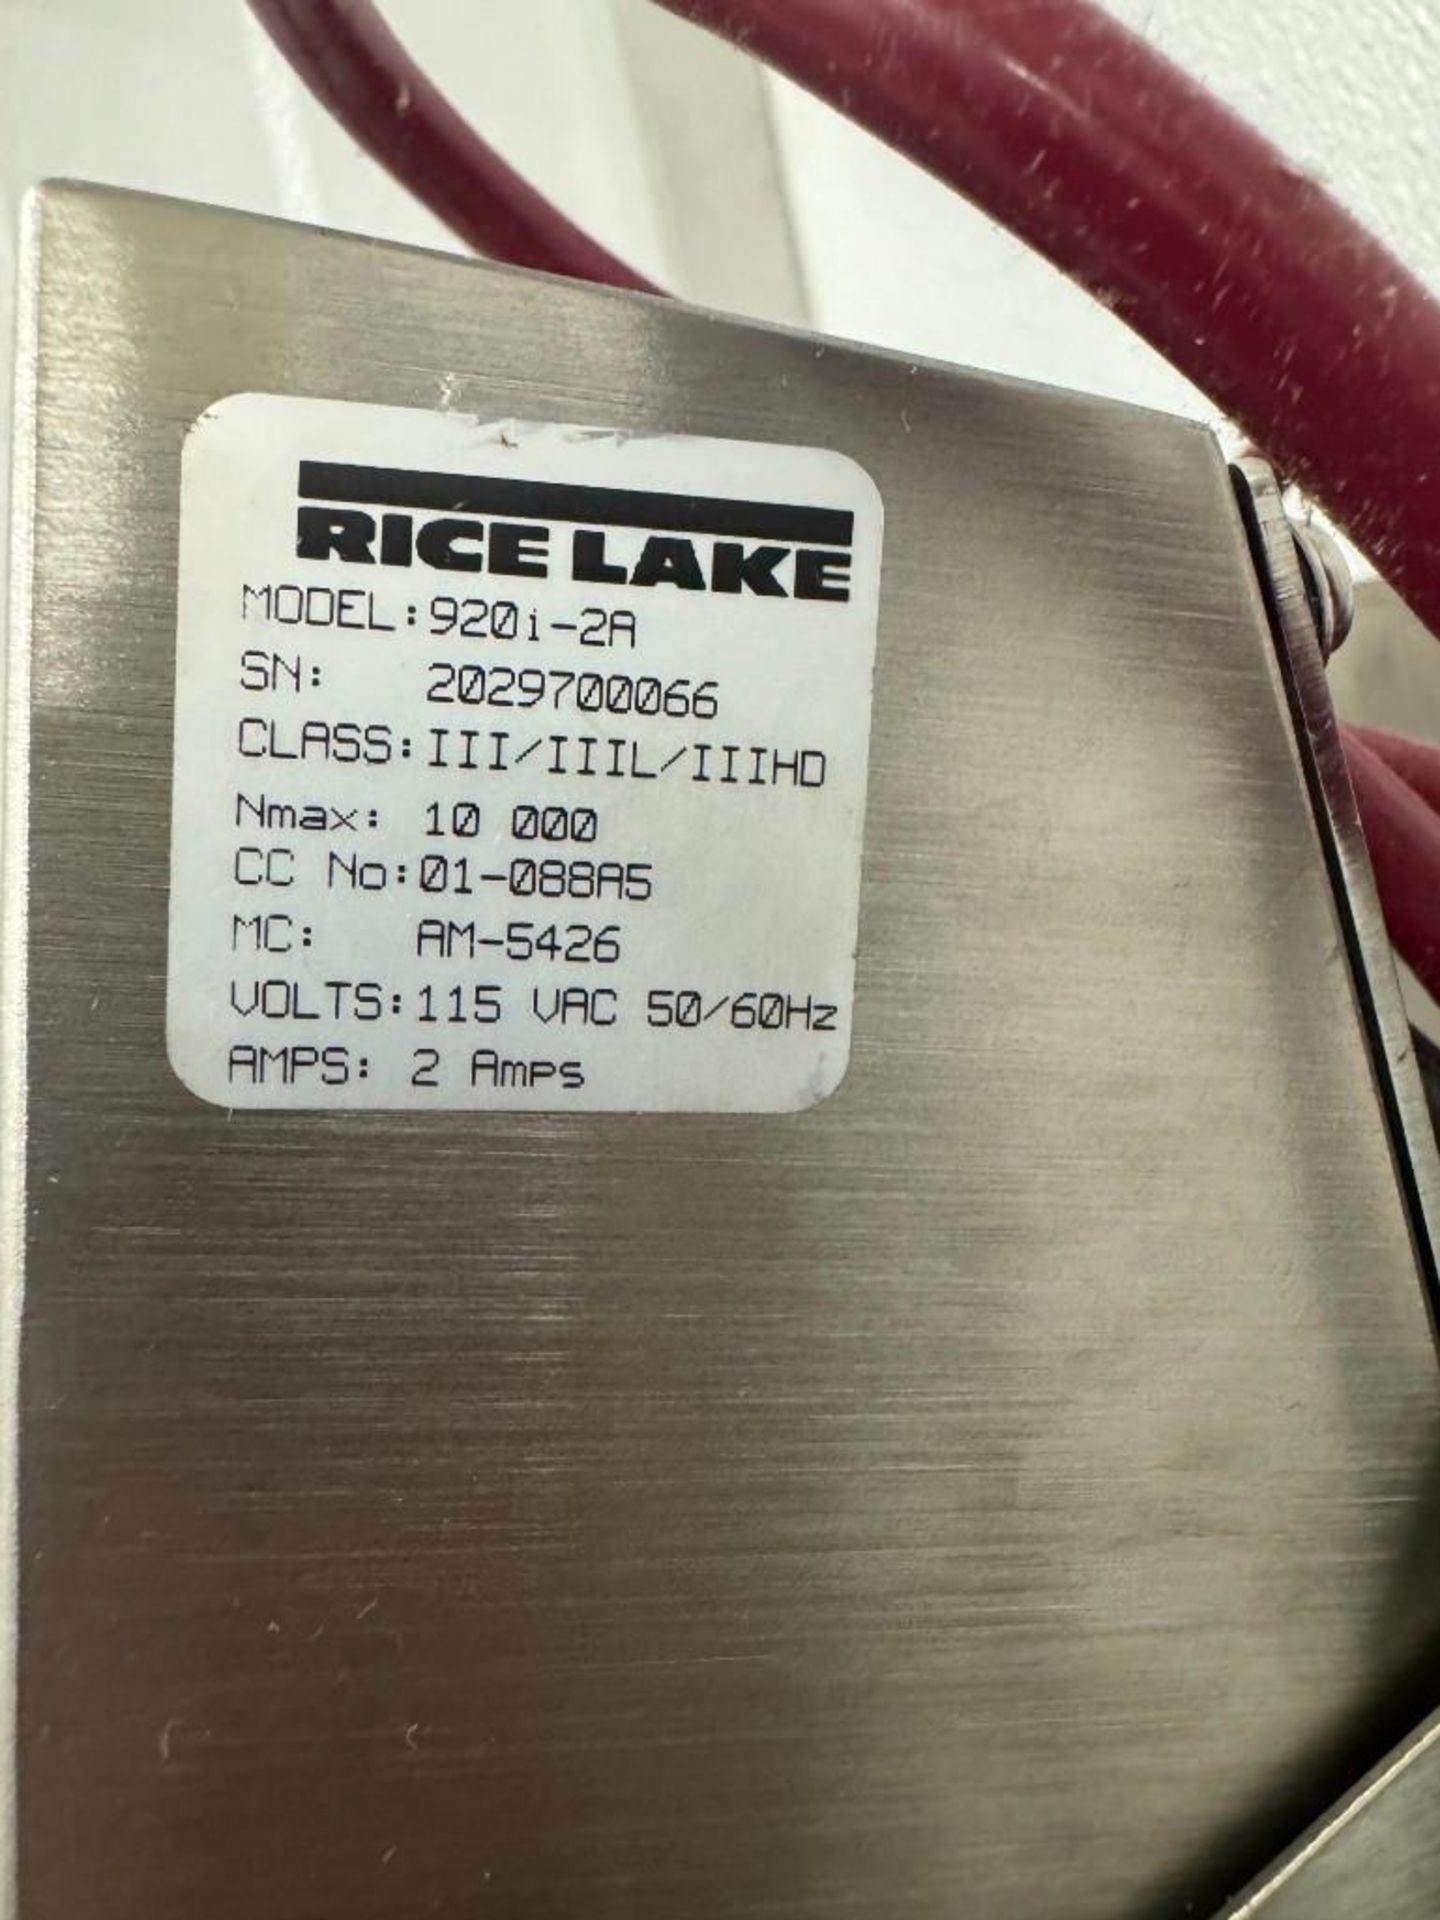 RICE LAKE
MODEL: 920i-2A
SN: 2029700066
CLASS: III/IIIL/IIIHD
Nmax: 10 000
CC No: 01-088A5
MC: AM-5426
VOLTS: 115 VAC 50/60Hz
AMPS: 2 Amps